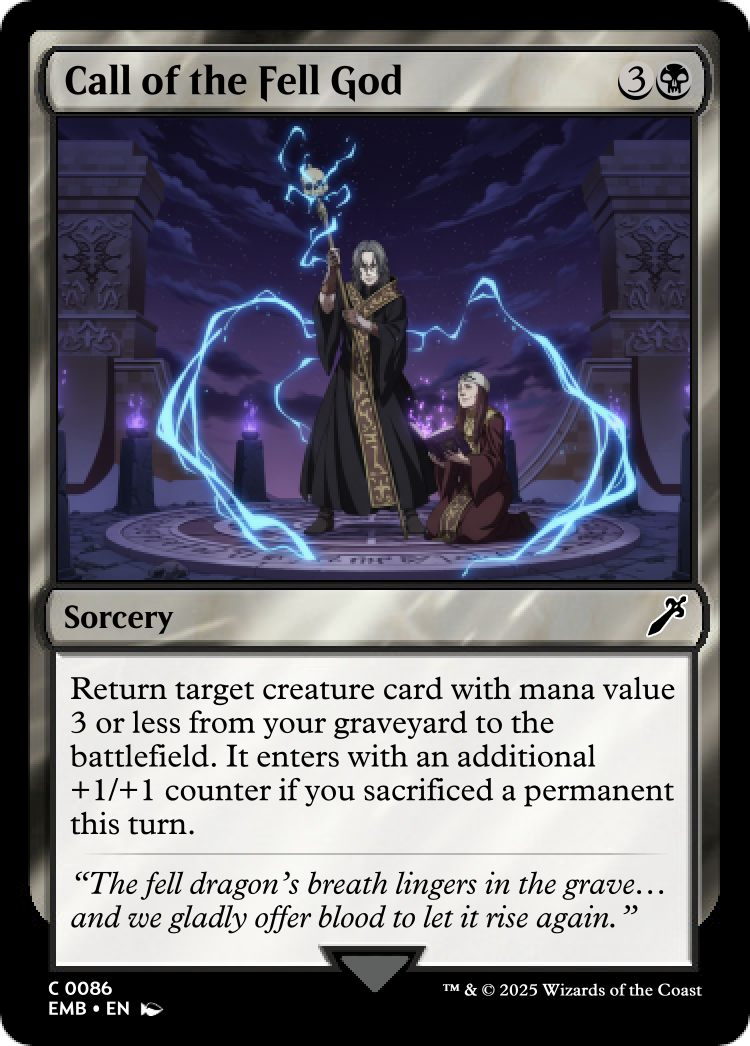 Call of the Fell God
3
Sorcery
Return target creature card with mana value
3 or less from your graveyard to the
battlefield. It enters with an additional
+1/+1 counter if you sacrificed a permanent
this turn.
“The fell dragon’s breath lingers in the grave…
and we gladly offer blood to let it rise again.”
C 0086
EMB • EN
™ & © 2025 Wizards of the Coast